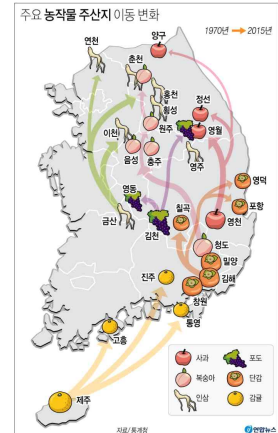 주요 농작물 주산지 이동 변화
1970년 → 2015년
연천
양구
춘천
홍천
횡성
정선
원주
영월
이천
음성
충주
영동
금산
김천
칠곡
영덕
포항
영천
청도
밀양
김해
진주
창원
통영
고흥
제주
사과
포도
복숭아
단감
인삼
감귤
자료/통계청
연합뉴스